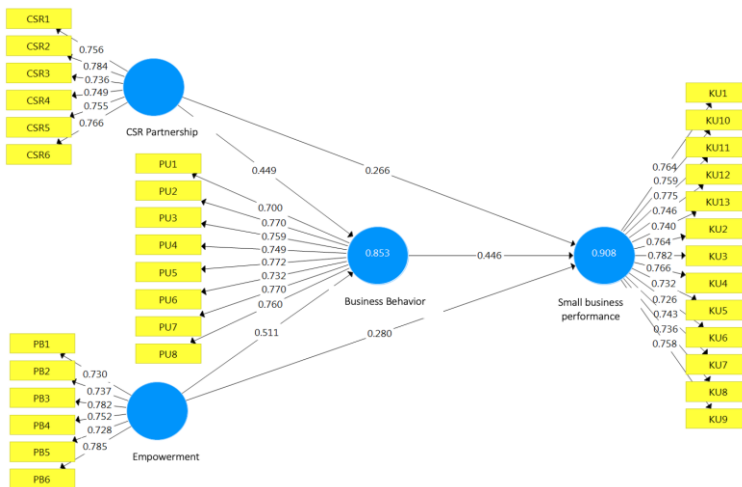 CSR1
CSR2
CSR3
CSR4
CSR5
CSR6
0.756
0.784
0.736
0.749
0.755
0.766
CSR Partnership
0.449
0.266
PU1
PU2
PU3
PU4
PU5
PU6
PU7
PU8
0.700
0.770
0.759
0.749
0.772
0.732
0.770
0.760
0.853
Business Behavior
0.446
0.511
0.280
PB1
PB2
PB3
PB4
PB5
PB6
0.730
0.737
0.782
0.752
0.728
0.785
Empowerment
0.908
Small business
performance
0.764
0.759
0.775
0.746
0.740
0.764
0.782
0.766
0.732
0.726
0.743
0.736
0.758
KU1
KU10
KU11
KU12
KU13
KU2
KU3
KU4
KU5
KU6
KU7
KU8
KU9